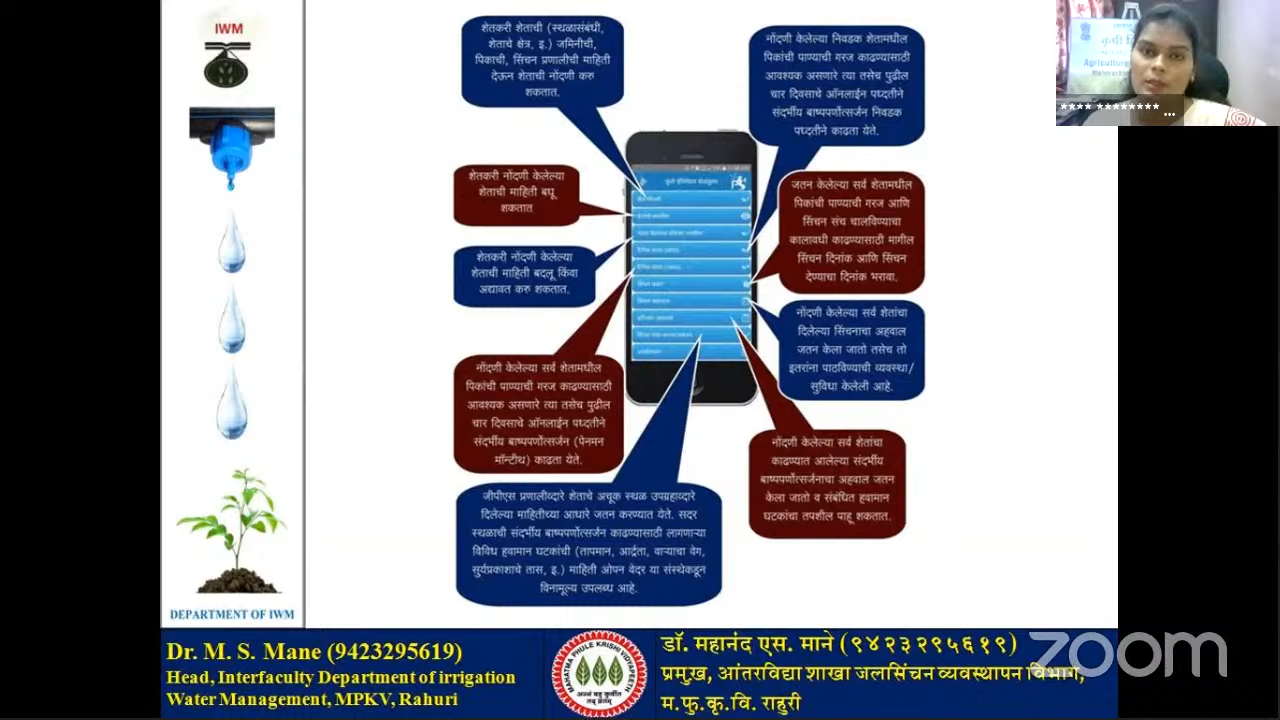 IWM
DEPARTMENT OF IWM
शेतकरी शेताची (स्थळासंबंधी,
शेताचे क्षेत्र, इ.) जमिनीची,
पिकाची, सिंचन प्रणालीची माहिती
देऊन शेताची नोंदणी करु
शकतात.
शेतकरी नोंदणी केलेल्या
शेताची माहिती बघू
शकतात
शेतकरी नोंदणी केलेल्या
शेताची माहिती बदलू किंवा
अद्यावत करु शकतात.
नोंदणी केलेल्या सर्व शेतामधील
पिकांची पाण्याची गरज काढण्यासाठी
आवश्यक असणारे त्या तसेच पुढील
चार दिवसाचे ऑनलाईन पध्दतीने
संदर्भीय बाष्पपर्णोत्सर्जन (पेनमन
मॉन्टीथ) काढता येते.
जीपीएस प्रणालीव्दारे शेताचे अचूक स्थळ उपग्रहाव्दारे
दिलेल्या माहितीच्या आधारे जतन करण्यात येते. सदर
स्थळाची संदर्भीय बाष्पपर्णोत्सर्जन काढण्यासाठी लागणाऱ्या
विविध हवामान घटकांची (तापमान, आर्द्रता, वाऱ्याचा वेग,
सुर्यप्रकाशाचे तास, इ.) माहिती ओपन वेदर या संस्थेकडून
विनामूल्य उपलब्ध आहे.
नोंदणी केलेल्या निवडक शेतामधील
पिकांची पाण्याची गरज काढण्यासाठी
आवश्यक असणारे त्या तसेच पुढील
चार दिवसाचे ऑनलाईन पध्दतीने
संदर्भीय बाष्पपर्णोत्सर्जन निवडक
पध्दतीने काढता येते.
जतन केलेल्या सर्व शेतामधील
पिकांची पाण्याची गरज आणि
सिंचन संच चालविण्याचा
कालावधी काढण्यासाठी मागील
सिंचन दिनांक आणि सिंचन
देण्याचा दिनांक भरावा.
नोंदणी केलेल्या सर्व शेतांचा
दिलेल्या सिंचनाचा अहवाल
जतन केला जातो तसेच तो
इतरांना पाठविण्याची व्यवस्था/
सुविधा केलेली आहे.
नोंदणी केलेल्या सर्व शेतांचा
काढण्यात आलेल्या संदर्भीय
बाष्पपर्णोत्सर्जनाचा अहवाल जतन
केला जातो व संबंधित हवामान
घटकांचा तपशील पाहू शकतात.
**** ******** ...
Dr. M. S. Mane (9423295619)
Head, Interfaculty Department of irrigation
Water Management, MPKV, Rahuri
MAHATMA PHULE KRISHI VIDYAPEETH
डॉ. महानंद एस. माने (९४२३२९५६१९)
प्रमुख, आंतरविद्या शाखा जलसिंचन व्यवस्थापन विभाग,
म.फु.कृ.वि. राहुरी
zoom